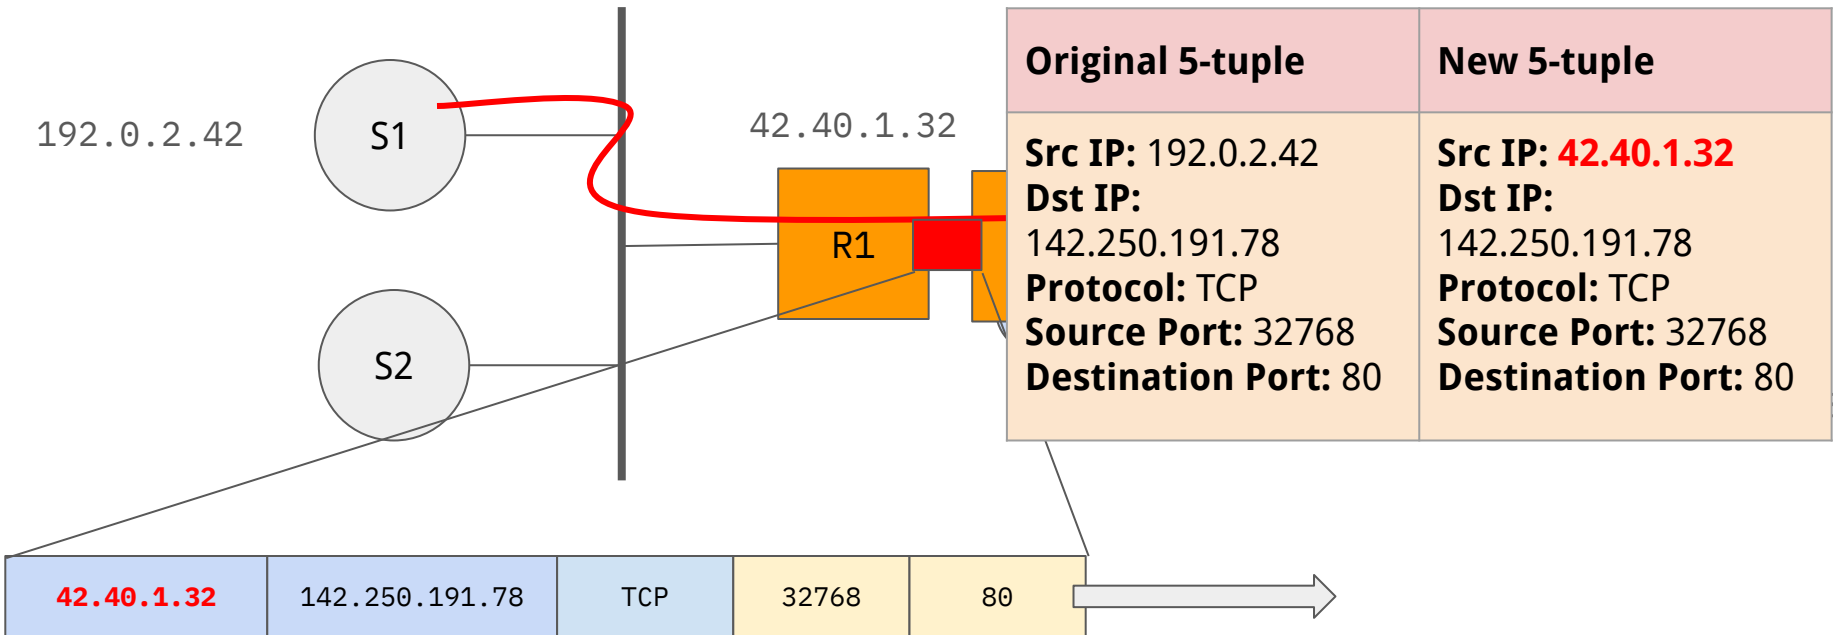 192.0.2.42
S1
S2
42.40.1.32
R1
Original 5-tuple
New 5-tuple
Src IP: 192.0.2.42
Dst IP:
142.250.191.78
Protocol: TCP
Source Port: 32768
Destination Port: 80
Src IP: 42.40.1.32
Dst IP:
142.250.191.78
Protocol: TCP
Source Port: 32768
Destination Port: 80
42.40.1.32
142.250.191.78
TCP
32768
80